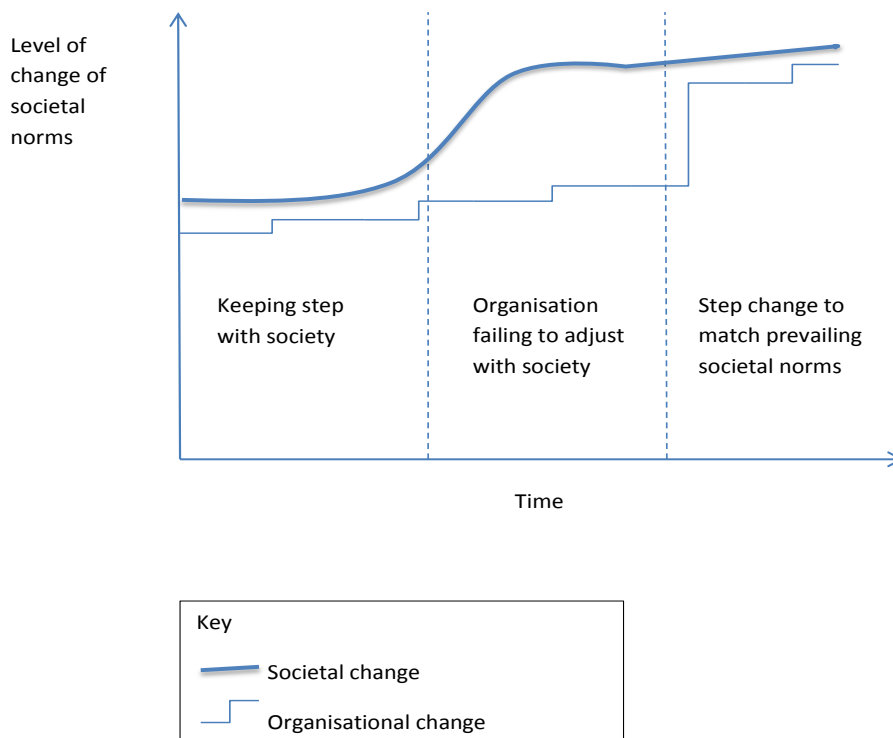 Level of
change of
societal
norms
Keeping step
with society
Organisation
failing to adjust
with society
Step change to
match prevailing
societal norms
Time
Key
Societal change
Organisational change